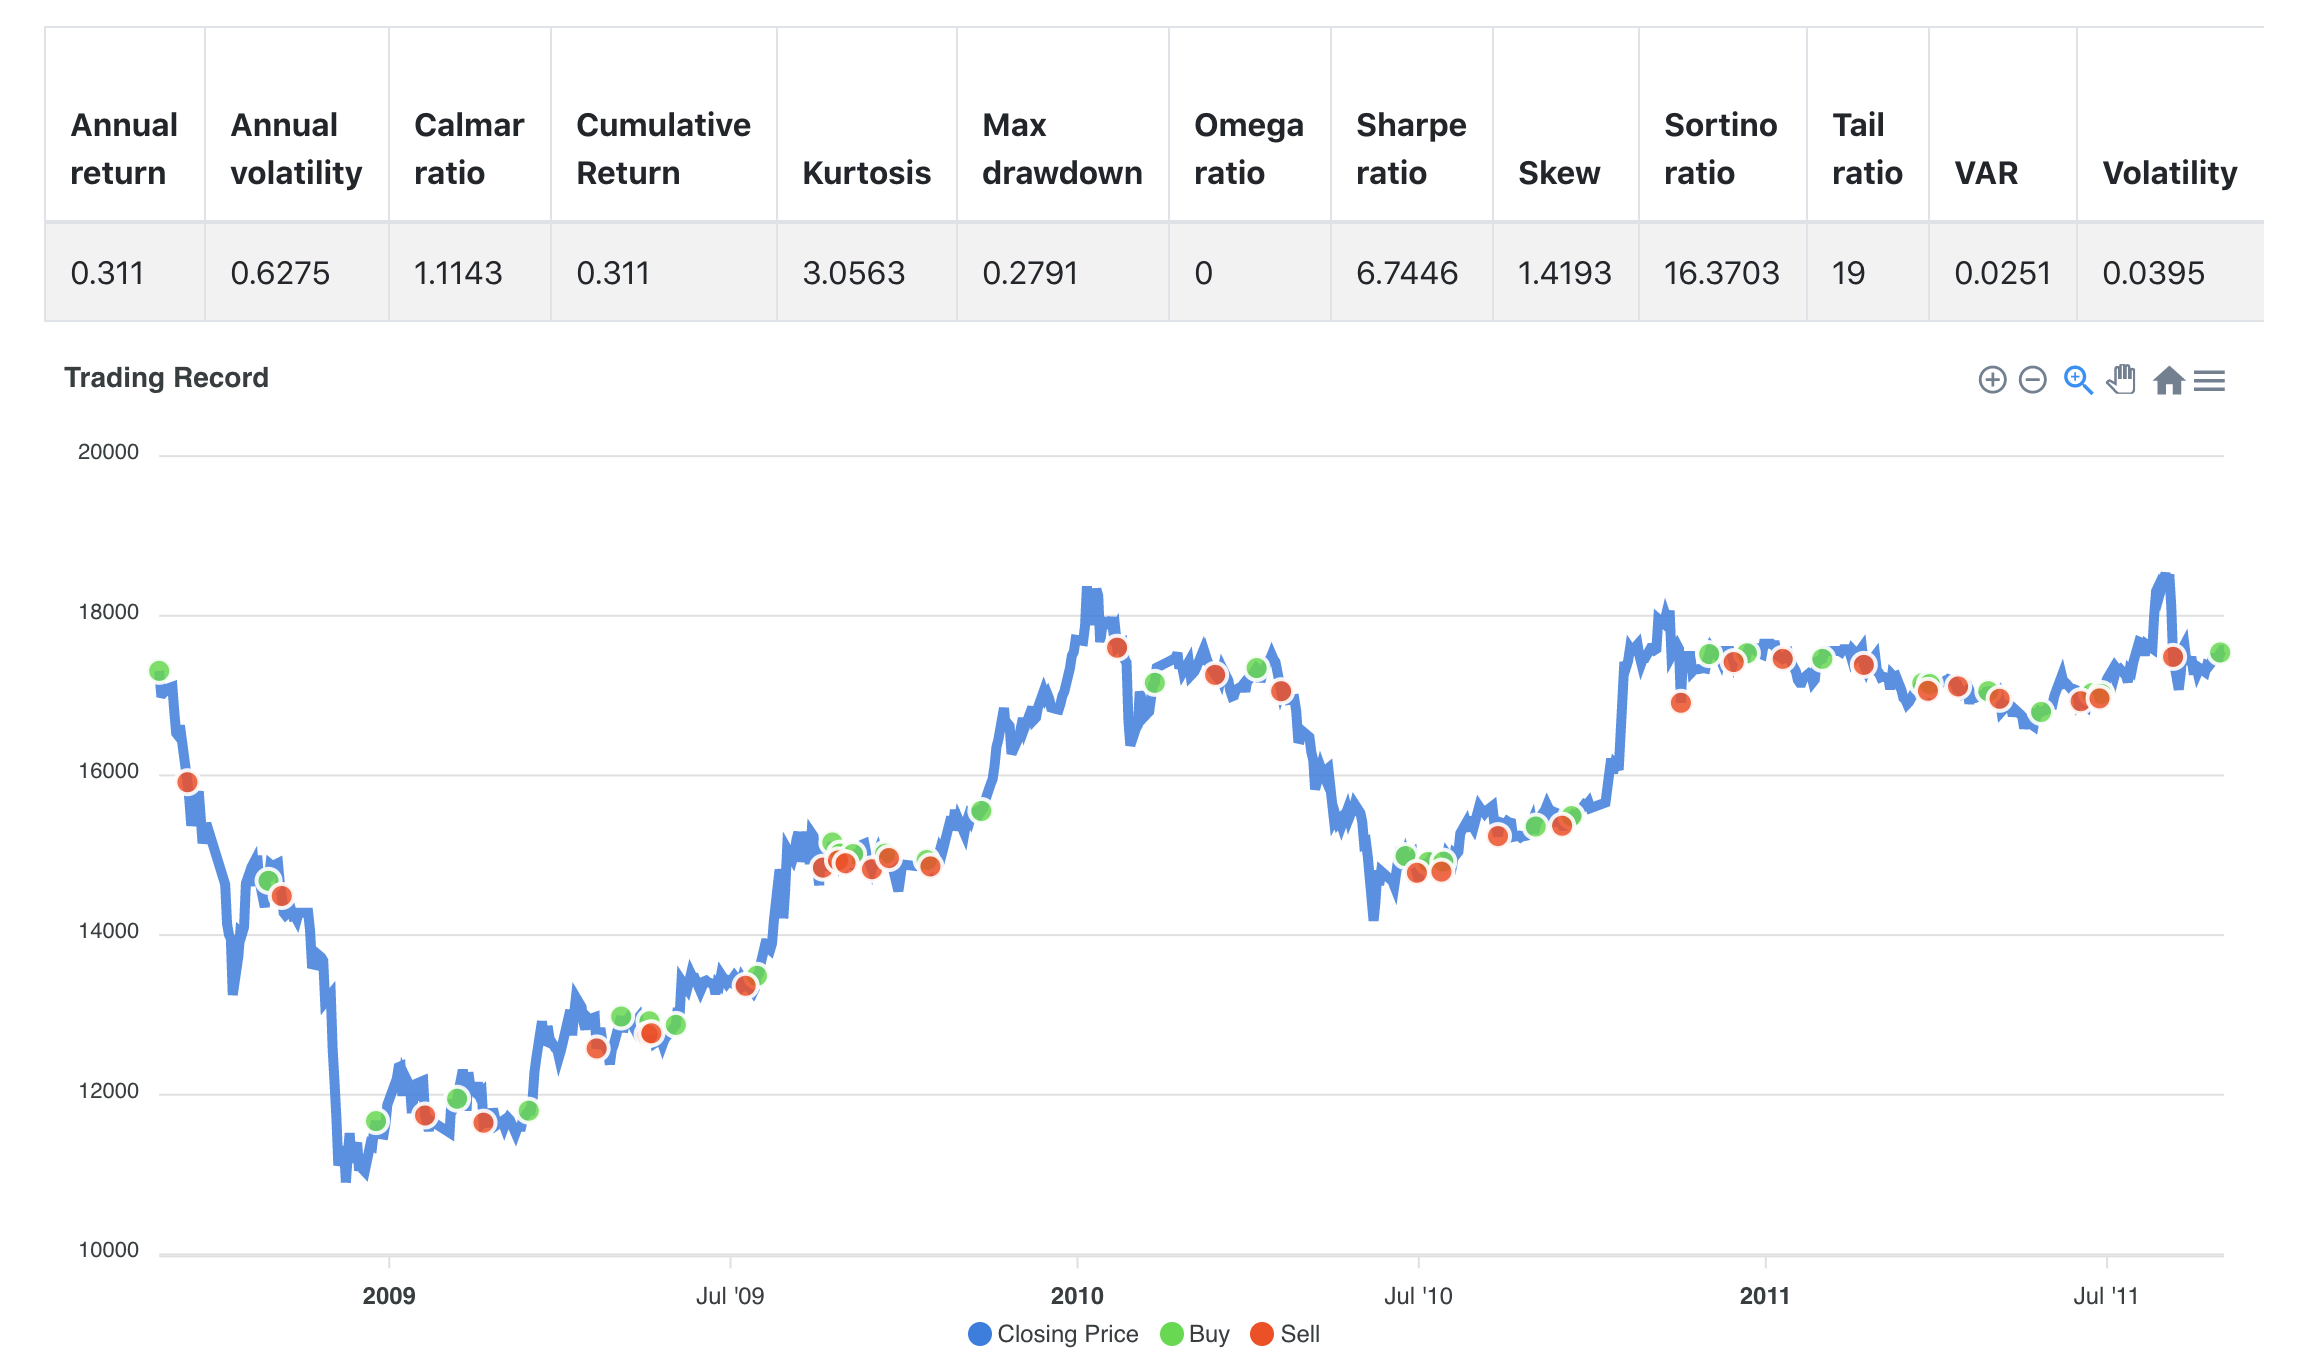 Annual return
Annual volatility
Calmar ratio
Cumulative Return
Kurtosis
Max drawdown
Omega ratio
Sharpe ratio
Skew
Sortino ratio
Tail ratio
VAR
Volatility
0.311 0.6275 1.1143 0.311 3.0563 0.2791 0 6.7446 1.4193 16.3703 19 0.0251 0.0395
Trading Record
20000
18000
16000
14000
12000
10000
2009 Jul '09 2010 Jul '10 2011 Jul '11
Closing Price Buy Sell